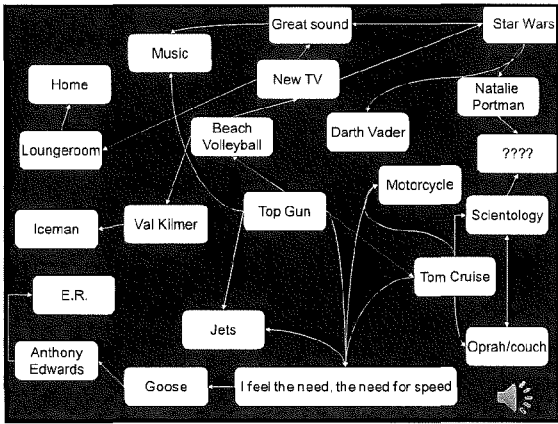 Great sound
Star Wars
Music
New TV
Home
Natalie
Portman
Beach
Volleyball
Darth Vader
Loungeroom
????
Motorcycle
Top Gun
Scientology
Iceman
Val Kilmer
Tom Cruise
E.R.
Jets
Oprah/couch
Anthony
Edwards
Goose
I feel the need, the need for speed